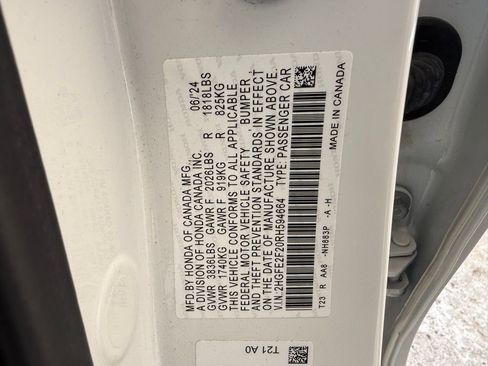 MFD. BY HONDA OF CANADA MFG.
A DIVISION OF HONDA CANADA INC. 06/'24
GVWR 3836LBS GAWR F 2026LBS R 1818LBS
GVWR 1740KG GAWR F 919KG R 825KG
THIS VEHICLE CONFORMS TO ALL APPLICABLE
FEDERAL MOTOR VEHICLE SAFETY BUMPER,
AND THEFT PREVENTION STANDARDS IN EFFECT
ON THE DATE OF MANUFACTURE SHOWN ABOVE.
V.I.N. 2HGFE2F20RH594664 TYPE: PASSENGER CAR
T23 R AA8 -NH883P -A -H
MADE IN CANADA
T21 A0